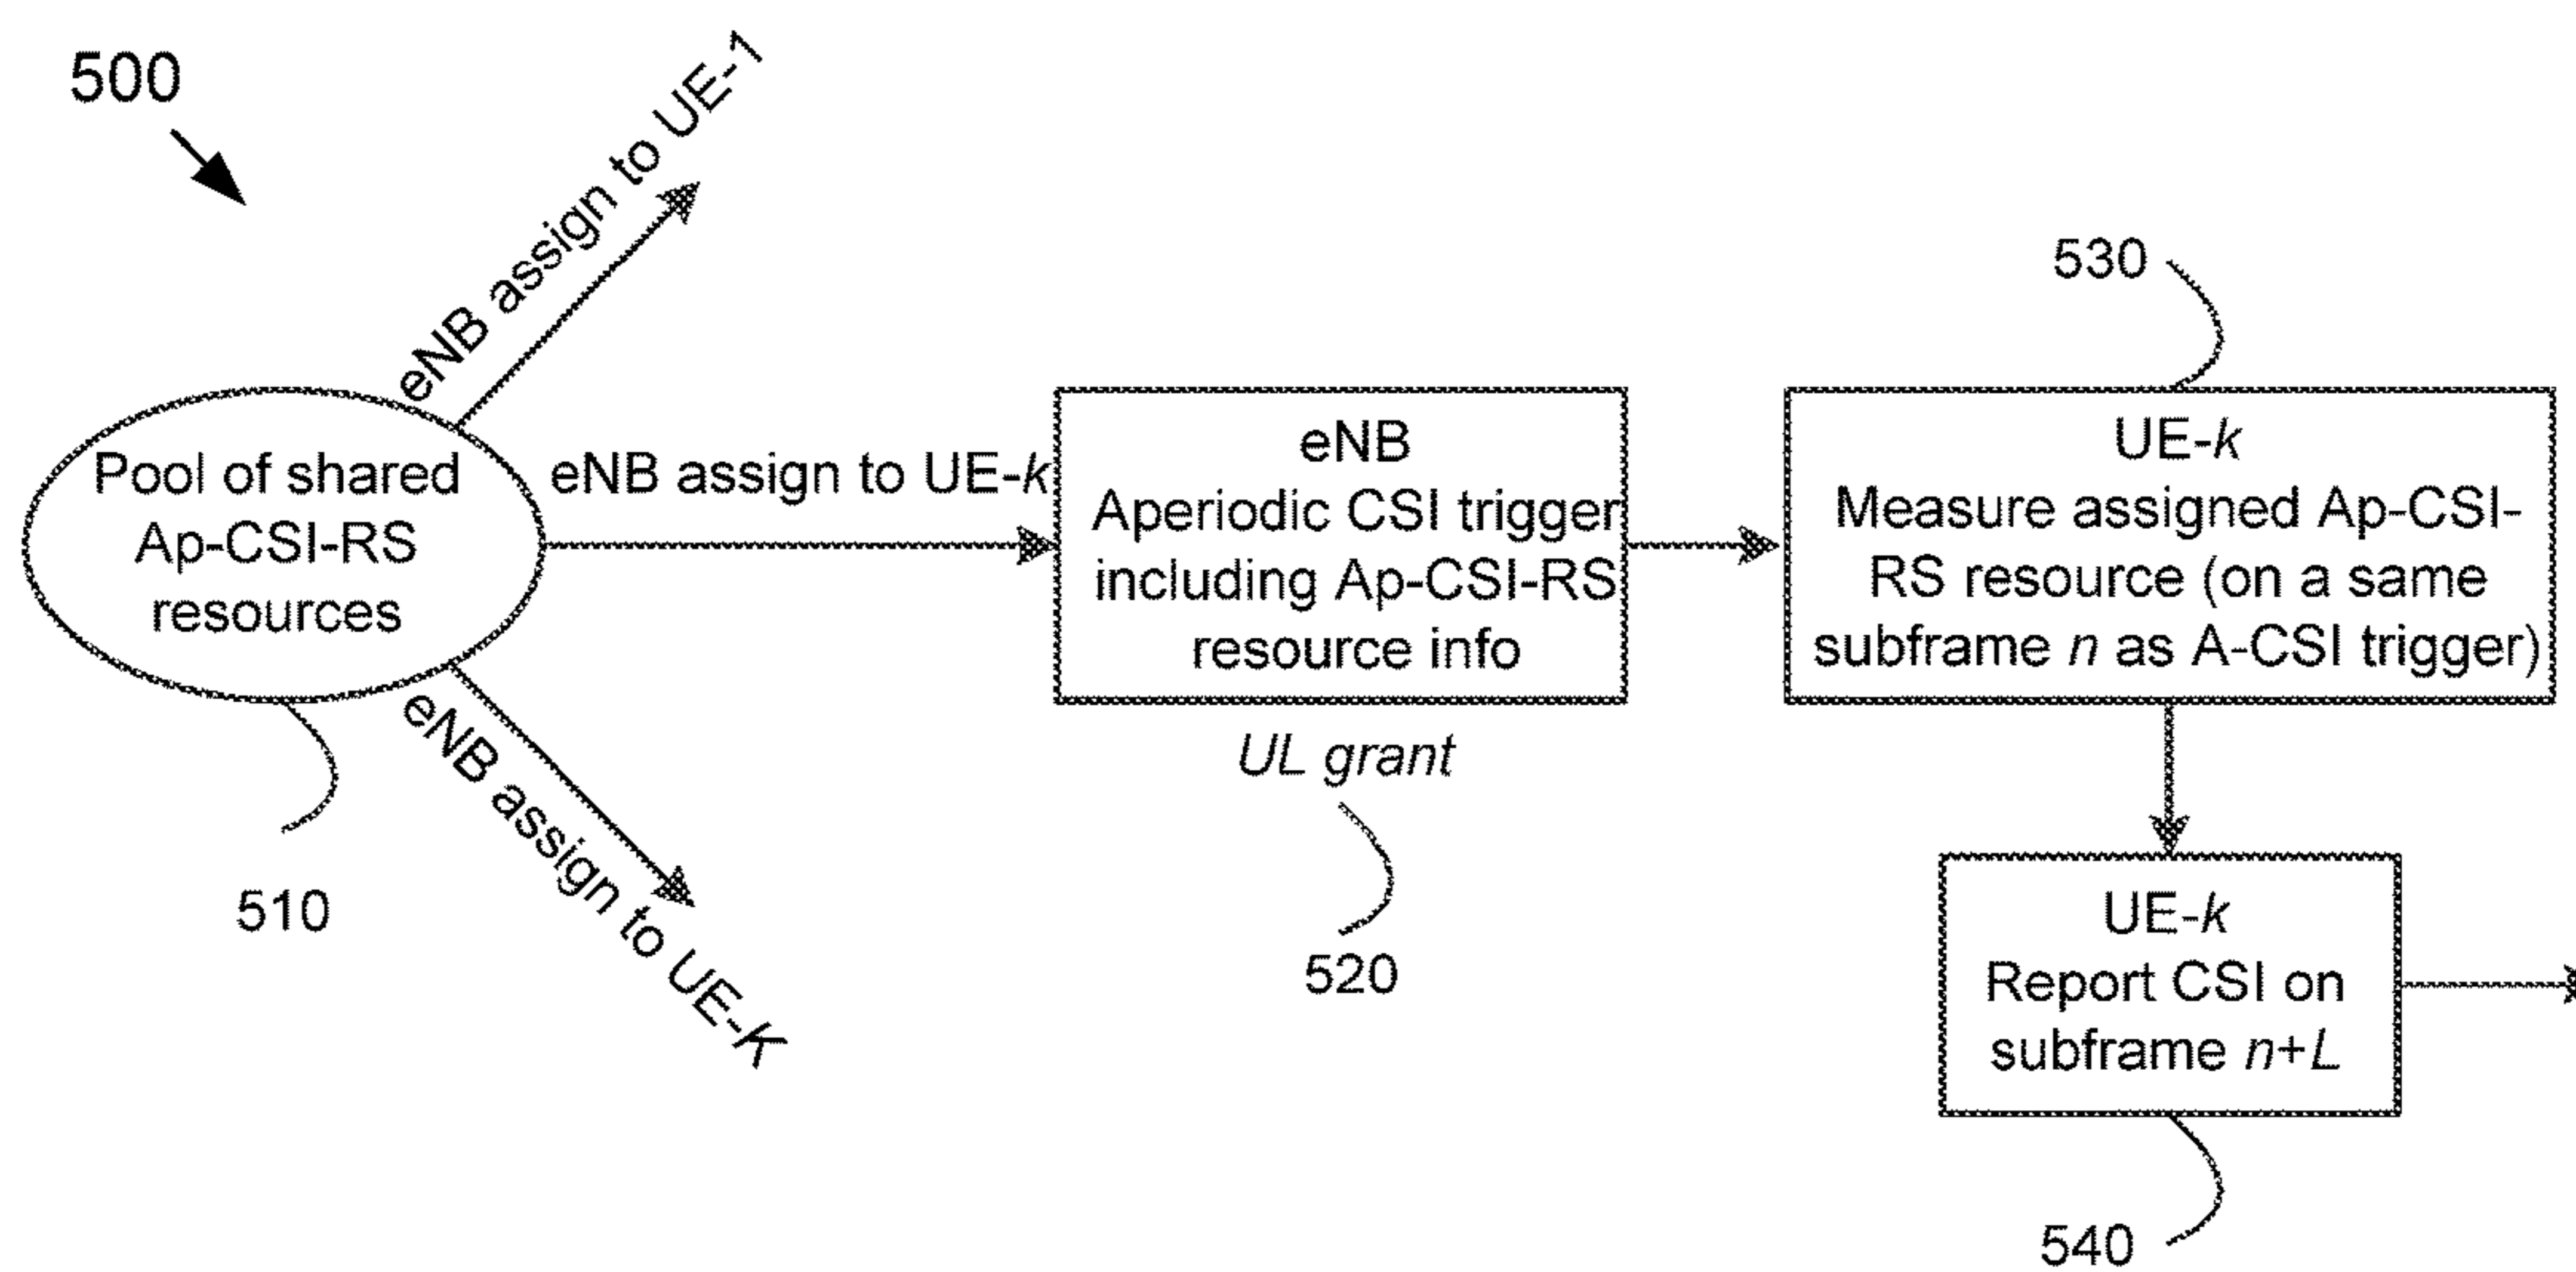 500
eNB assign to UE-1
530
Pool of shared
Ap-CSI-RS
resources
eNB assign to UE-k
eNB
Aperiodic CSI trigger
including Ap-CSI-RS
resource info
UE-k
Measure assigned Ap-CSI-
RS resource (on a same
subframe n as A-CSI trigger)
UL grant
eNB assign to UE-K
510
520
UE-k
Report CSI on
subframe n+L
540